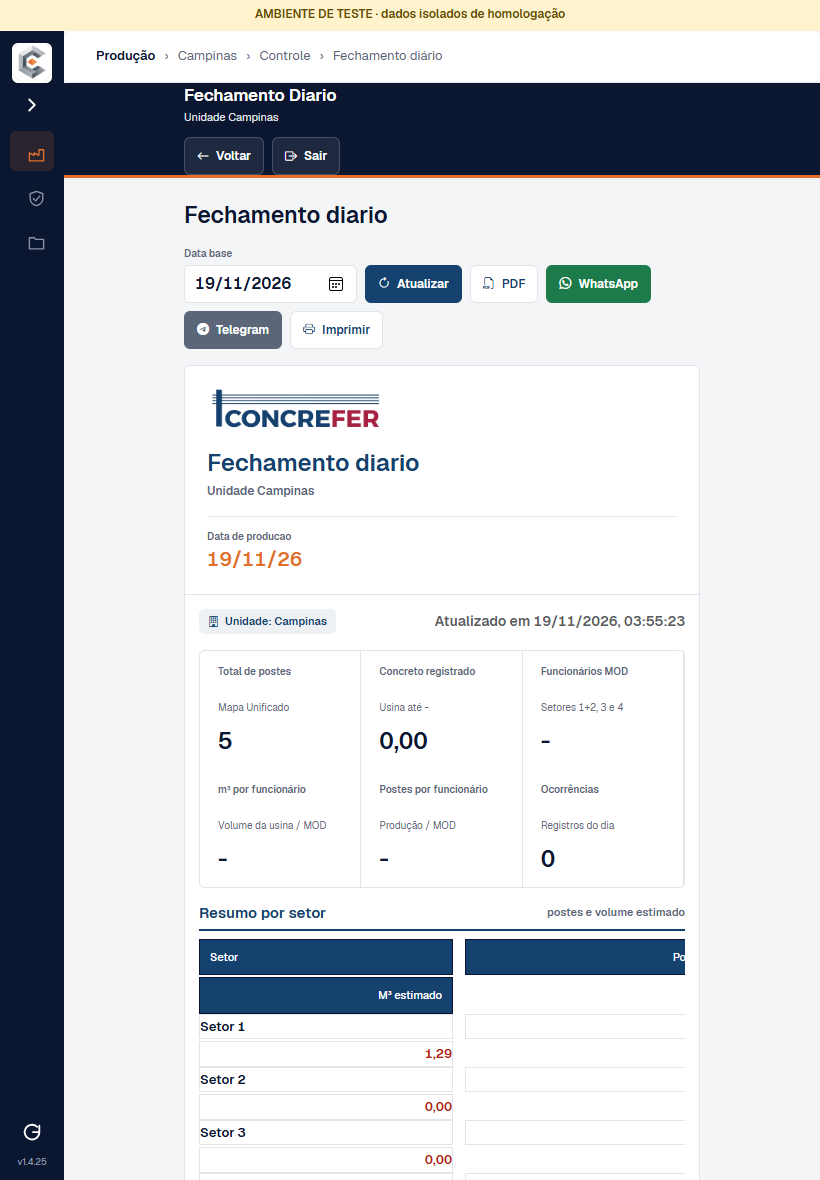 AMBIENTE DE TESTE · dados isolados de homologação
Produção › Campinas › Controle › Fechamento diário
Fechamento Diario
Unidade Campinas
Voltar
Sair
Fechamento diario
Data base
19/11/2026
Atualizar
PDF
WhatsApp
Telegram
Imprimir
CONCREFER
Fechamento diario
Unidade Campinas
Data de producao
19/11/26
Unidade: Campinas
Atualizado em 19/11/2026, 03:55:23
Total de postes
Concreto registrado
Funcionários MOD
Mapa Unificado
Usina até -
Setores 1+2, 3 e 4
5
0,00
-
m³ por funcionário
Postes por funcionário
Ocorrências
Volume da usina / MOD
Produção / MOD
Registros do dia
-
-
0
Resumo por setor
postes e volume estimado
Setor
Po
M³ estimado
Setor 1
1,29
Setor 2
0,00
Setor 3
0,00
v1.4.25